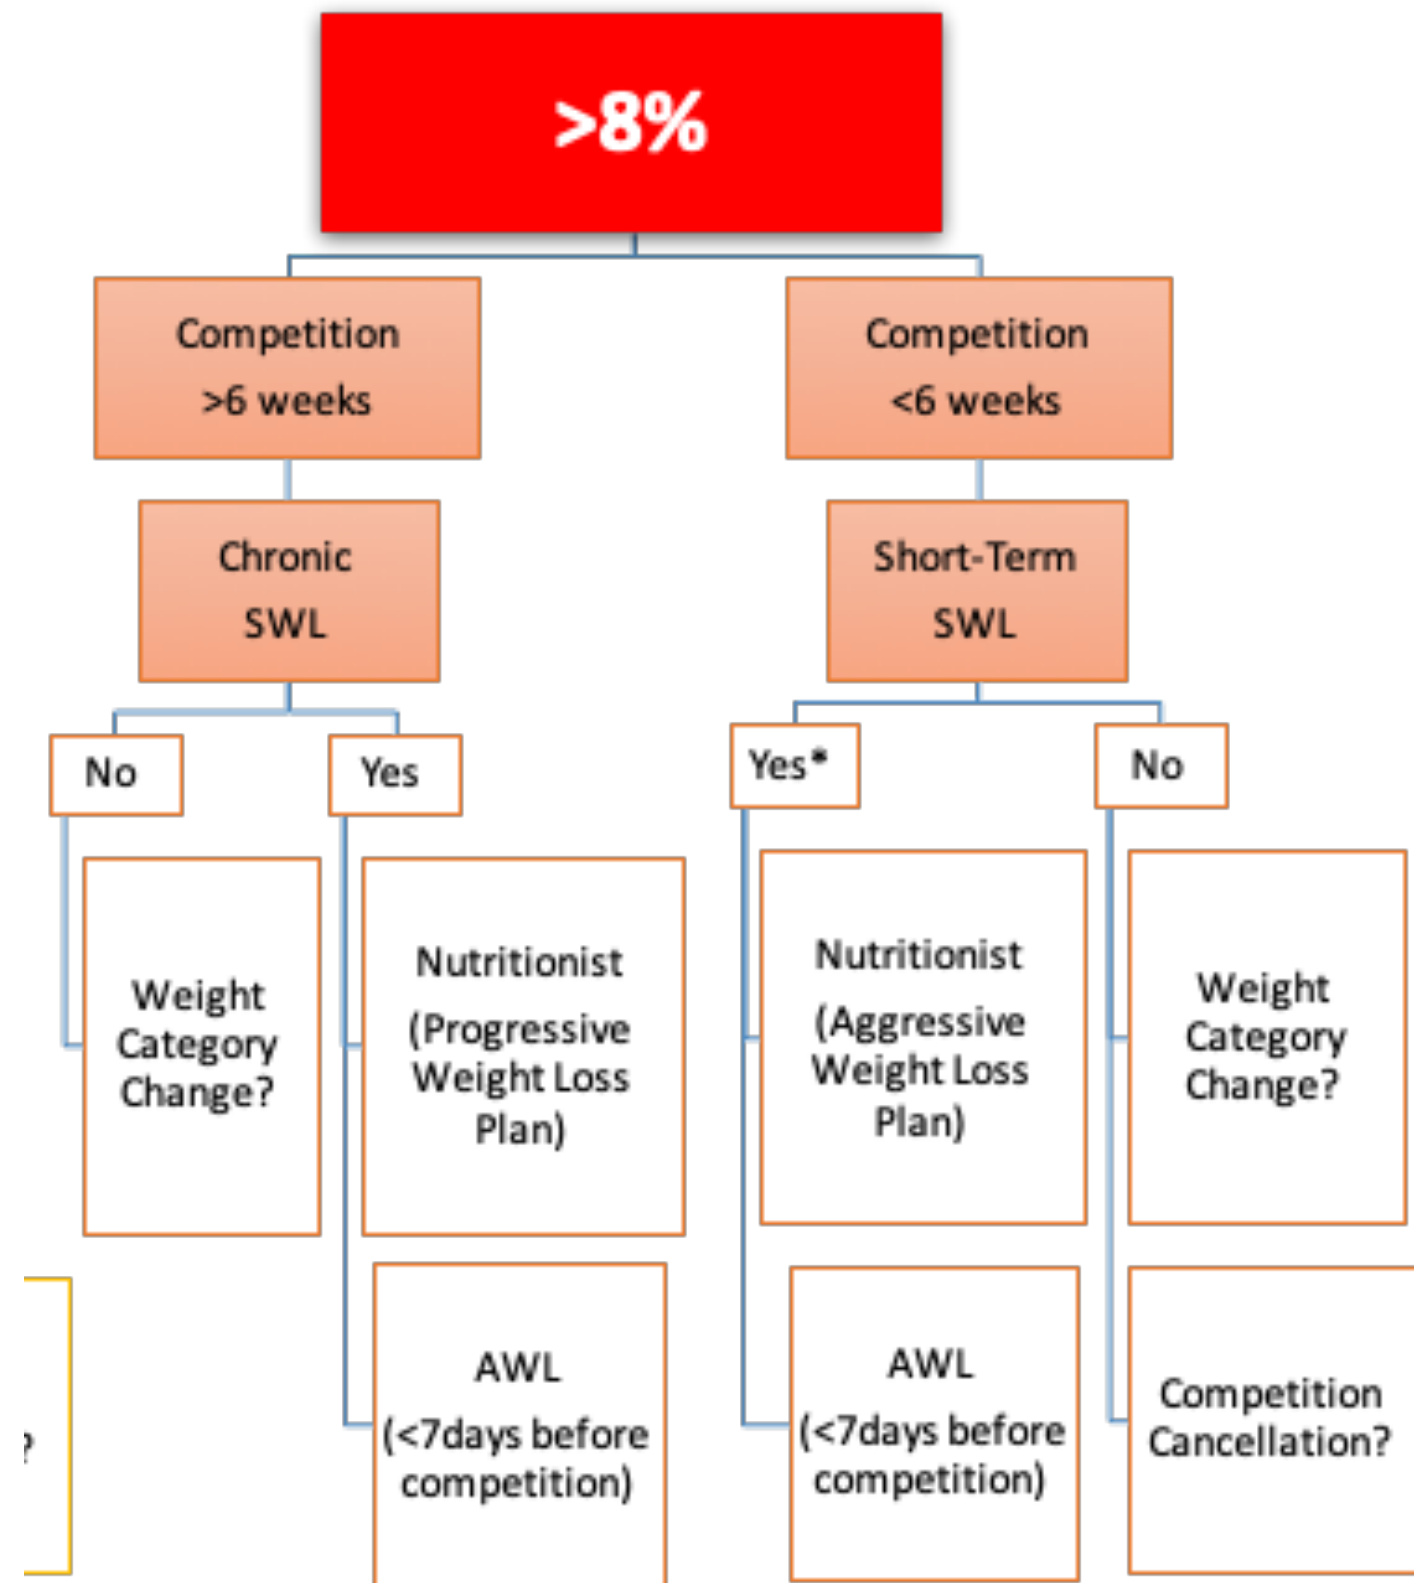 >8%
Competition
>6 weeks
Competition
<6 weeks
Chronic
SWL
Short-Term
SWL
No
Yes
Yes*
No
Weight
Category
Change?
Nutritionist
(Progressive
Weight Loss
Plan)
Nutritionist
(Aggressive
Weight Loss
Plan)
Weight
Category
Change?
?
AWL
(<7days before
competition)
AWL
(<7days before
competition)
Competition
Cancellation?